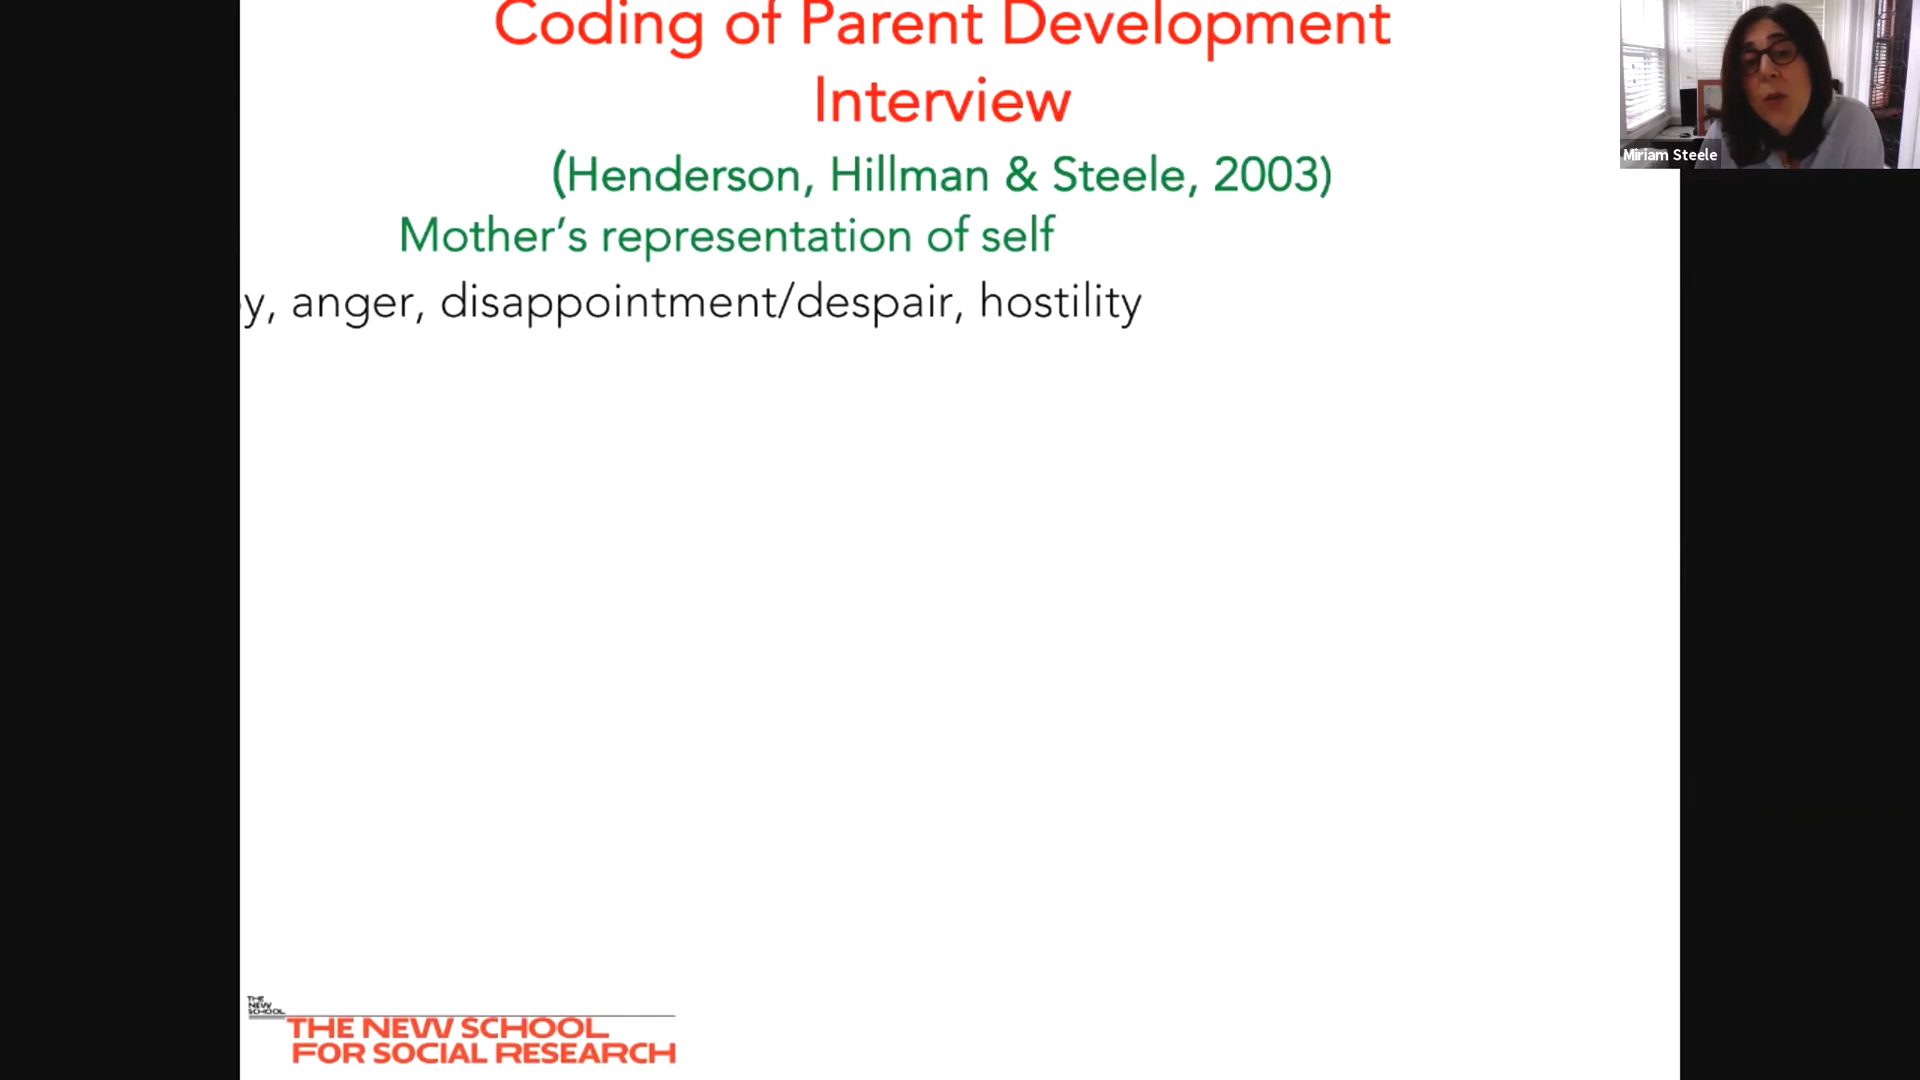 Coding of Parent Development
Interview
(Henderson, Hillman & Steele, 2003)
Mother’s representation of self
y, anger, disappointment/despair, hostility
Miriam Steele
THE
NEW
SCHOOL
THE NEW SCHOOL
FOR SOCIAL RESEARCH